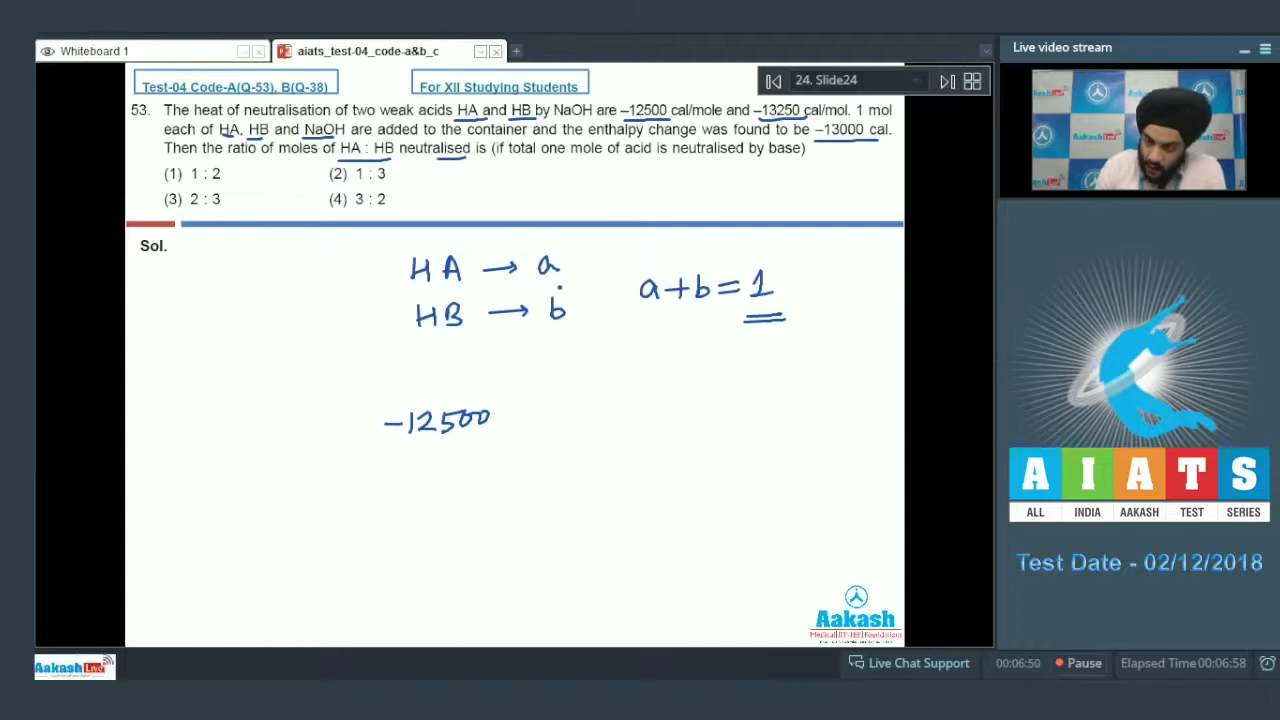 Whiteboard 1
aiats_test-04_code-a&b_c
Live video stream
Test-04 Code-A(Q-53), B(Q-38)
For XII Studying Students
24. Slide24
53. The heat of neutralisation of two weak acids HA and HB by NaOH are –12500 cal/mole and –13250 cal/mol. 1 mol
each of HA, HB and NaOH are added to the container and the enthalpy change was found to be –13000 cal.
Then the ratio of moles of HA : HB neutralised is (if total one mole of acid is neutralised by base)
(1) 1 : 2 (2) 1 : 3
(3) 2 : 3 (4) 3 : 2
Sol.
HA → a
HB → b
a+b=1
–12500
A I A T S
ALL INDIA AAKASH TEST SERIES
Test Date - 02/12/2018
Aakash
Medical|IIT-JEE|Foundations
Aakash Live
Live Chat Support
00:06:50
Pause
Elapsed Time 00:06:58